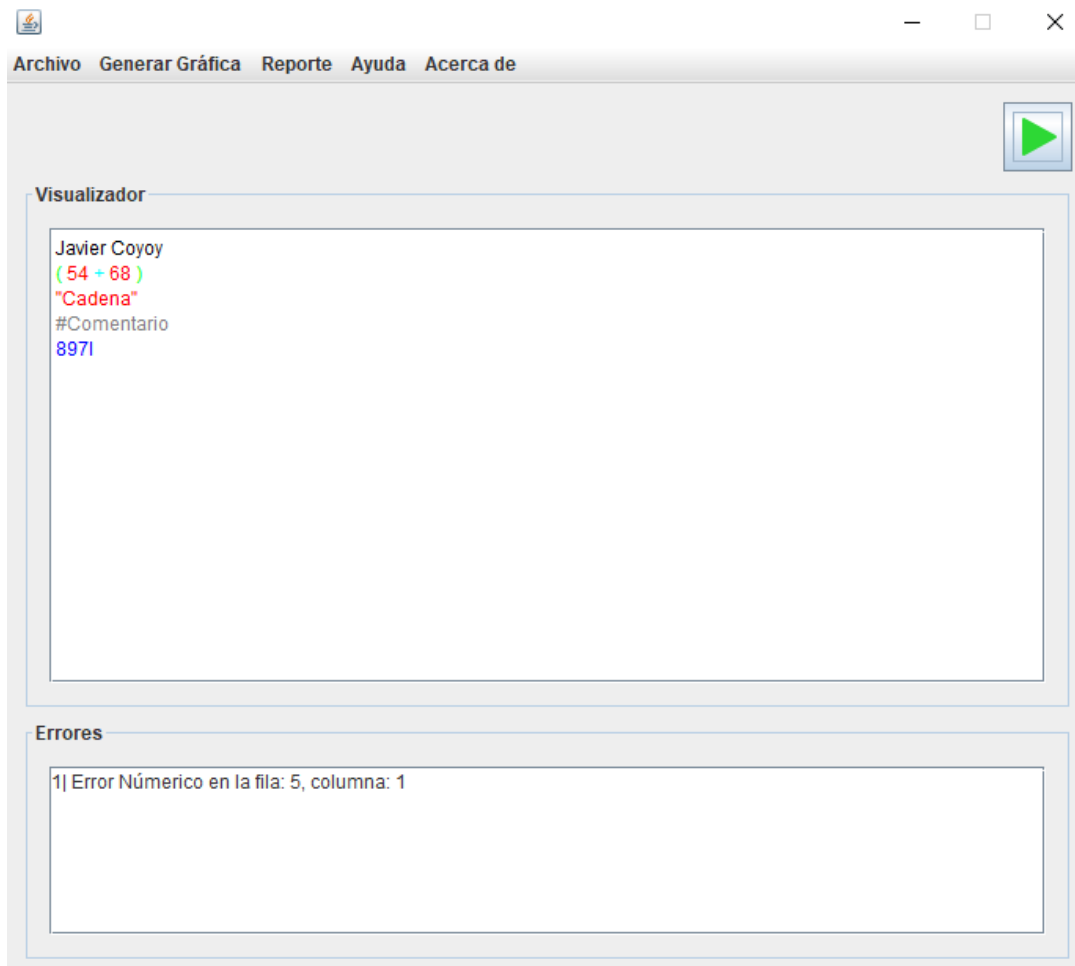 Archivo Generar Gráfica Reporte Ayuda Acerca de
Visualizador
Javier Coyoy
( 54 + 68 )
"Cadena"
#Comentario
897l
Errores
1| Error Númerico en la fila: 5, columna: 1